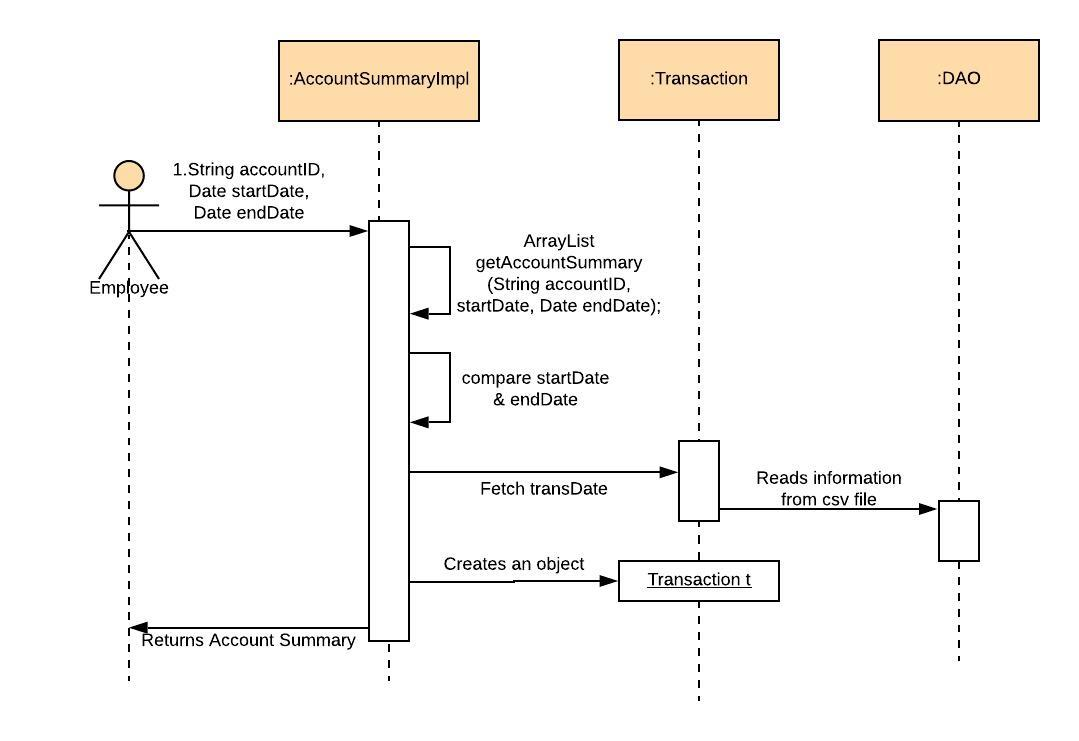 :AccountSummaryImpl
:Transaction
:DAO
1.String accountID,
Date startDate,
Date endDate
Employee
ArrayList
getAccountSummary
(String accountID,
startDate, Date endDate);
compare startDate
& endDate
Fetch transDate
Reads information
from csv file
Creates an object
Transaction t
Returns Account Summary